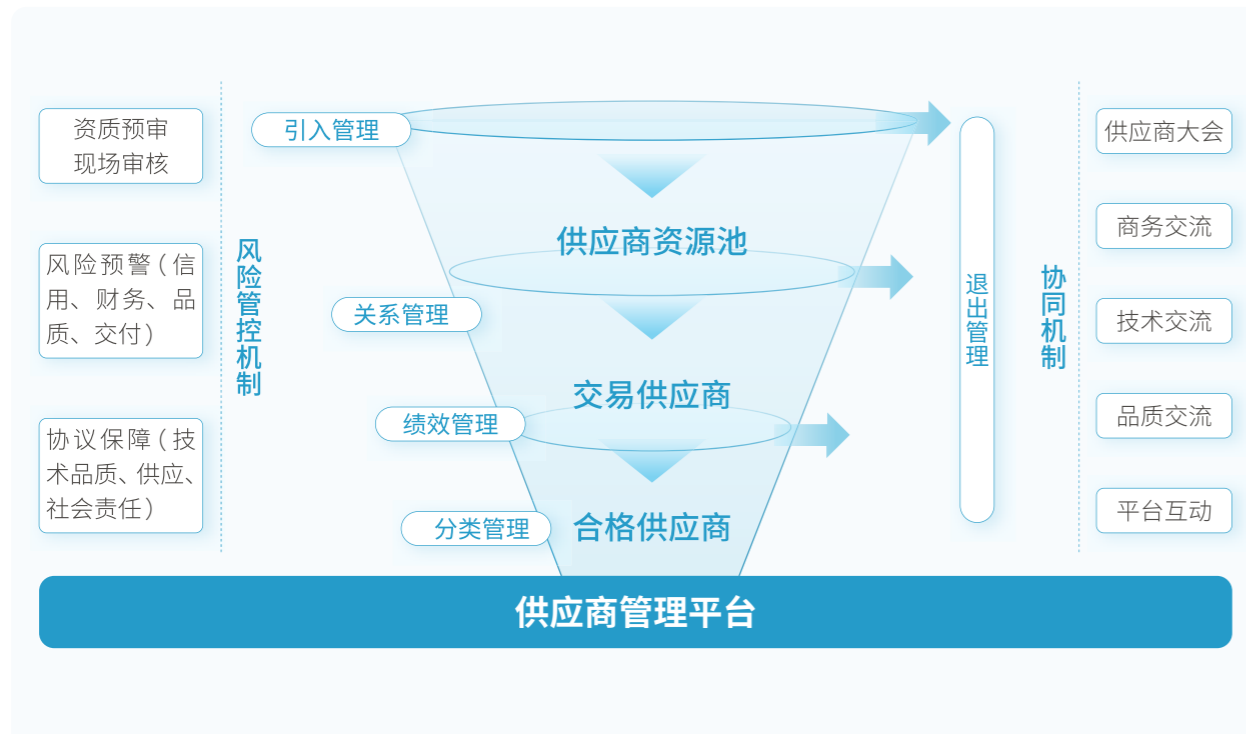 资质预审
现场审核
风险预警（信
用、财务、品
质、交付）
协议保障（技
术品质、供应、
社会责任）
风险管控机制
引入管理
关系管理
绩效管理
分类管理
供应商资源池
交易供应商
合格供应商
退出管理
协同机制
供应商大会
商务交流
技术交流
品质交流
平台互动
供应商管理平台